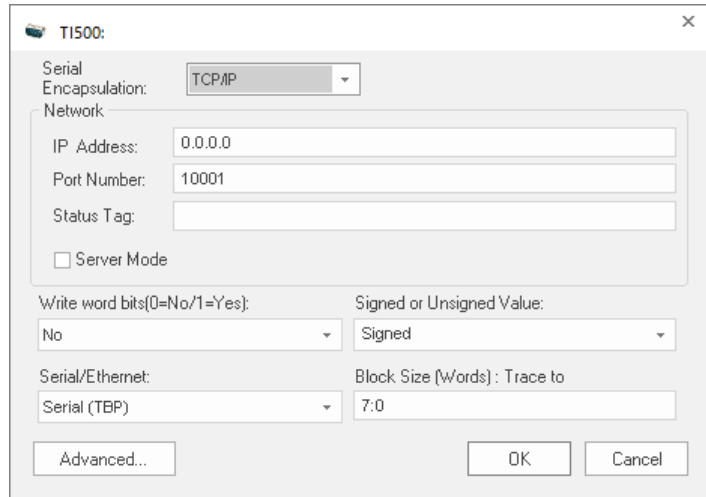 TI500:
Serial
Encapsulation:
TCP/IP
Network
IP Address:
0.0.0.0
Port Number:
10001
Status Tag:
Server Mode
Write word bits(0=No/1=Yes):
Signed or Unsigned Value:
No
Signed
Serial/Ethernet:
Block Size (Words) : Trace to
Serial (TBP)
7:0
Advanced...
OK
Cancel